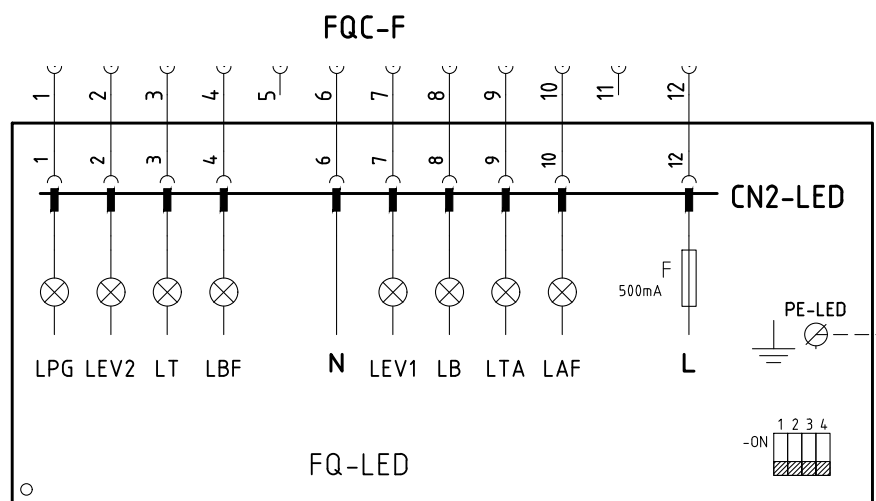 FQC-F
1 2 3 4 5 6 7 8 9 10 11 12
1 2 3 4 6 7 8 9 10 12
CN2-LED
F
500mA
PE-LED
LPG LEV2 LT LBF N LEV1 LB LTA LAF L
1 2 3 4
-ON
FQ-LED